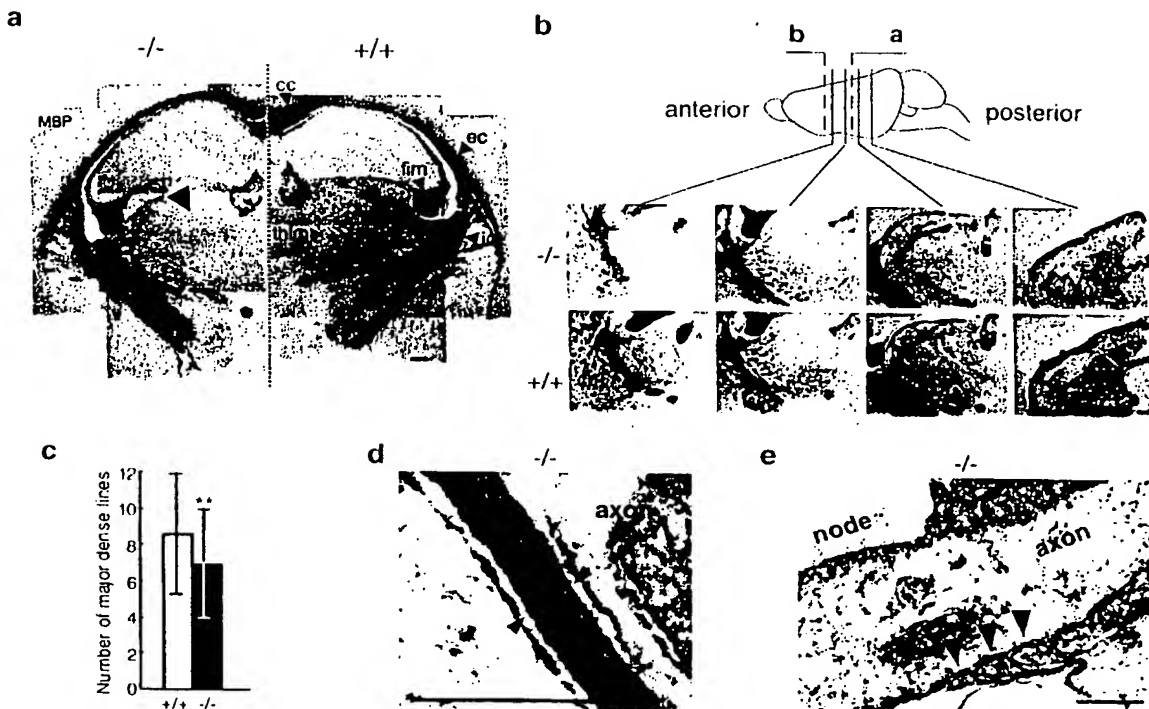 a
-/- +/+
MBP
cc
ec
fim
b
b a
anterior posterior
-/-
+/+
c
Number of major dense lines
12
10
8
6
4
2
0
**
+/+ -/-
d
-/-
axon
e
-/-
node
axon